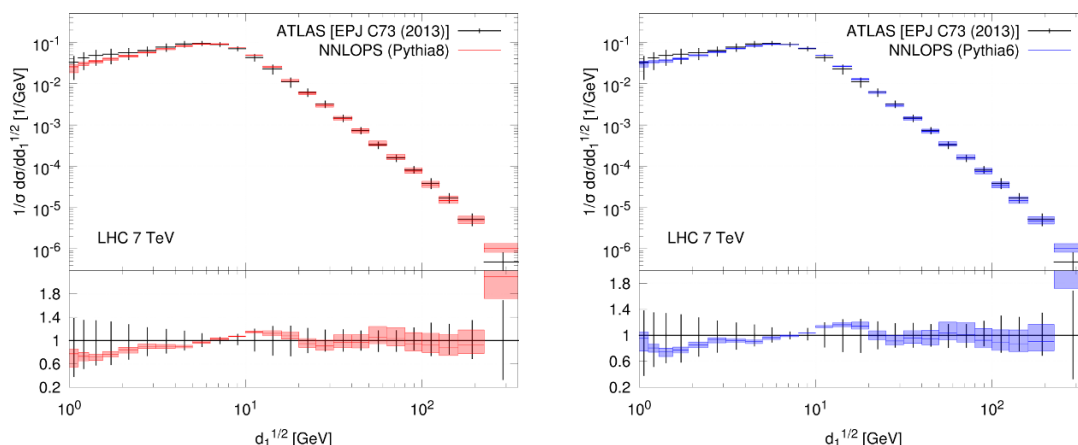 ATLAS [EPJ C73 (2013)]
NNLOPS (Pythia8)
10⁻¹
10⁻²
10⁻³
10⁻⁴
10⁻⁵
10⁻⁶
1/σ dσ/dd₁^1/2 [1/GeV]
LHC 7 TeV
1.8
1.4
1
0.6
0.2
10⁰ 10¹ 10²
d₁^1/2 [GeV]
ATLAS [EPJ C73 (2013)]
NNLOPS (Pythia6)
10⁻¹
10⁻²
10⁻³
10⁻⁴
10⁻⁵
10⁻⁶
1/σ dσ/dd₁^1/2 [1/GeV]
LHC 7 TeV
1.8
1.4
1
0.6
0.2
10⁰ 10¹ 10²
d₁^1/2 [GeV]